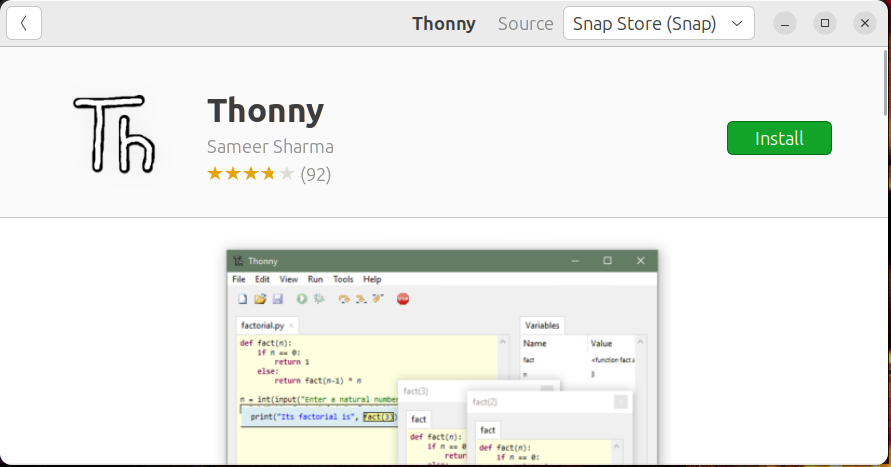 Thonny Source Snap Store (Snap)
Th
Thonny
Sameer Sharma
(92)
Install
Thonny
File Edit View Run Tools Help
STOP
factorial.py
def fact(n):
if n == 0:
return 1
else:
return fact(n-1) * n
n = int(input("Enter a natural number
print("Its factorial is", fact(3))
Variables
Name Value
fact <function fact a
n 3
fact(3)
fact
def fact(n):
if n == 0
retur
else:
fact(2)
fact
def fact(n):
if n == 0: